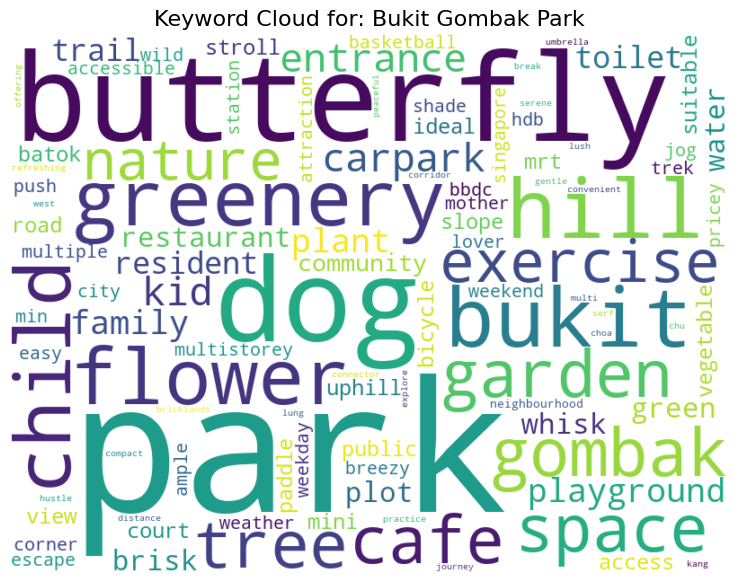 Keyword Cloud for: Bukit Gombak Park
umbrella
basketball
stroll
trail
wild
entrance
toilet
accessible
butterfly
station
break
suitable
offering
peaceful
attraction
shade
hdb
singapore
water
ideal
serene
batok
nature
carpark
lush
mrt
jog
refreshing
corridor
trek
push
greenery
bbdc
gentle
convenient
hill
west
mother
pricey
road
slope
restaurant
plant
lover
multiple
resident
community
exercise
dog
city
kid
weekend
bicycle
bukit
multi
min
family
serf
vegetable
child
easy
multistorey
choa
chu
flower
connector
uphill
explore
garden
bricklands
lung
neighbourhood
green
park
whisk
weekday
public
gombak
compact
ample
breezy
paddle
plot
playground
hustle
view
distance
weather
mini
practice
space
corner
court
tree
cafe
escape
brisk
access
journey
kang